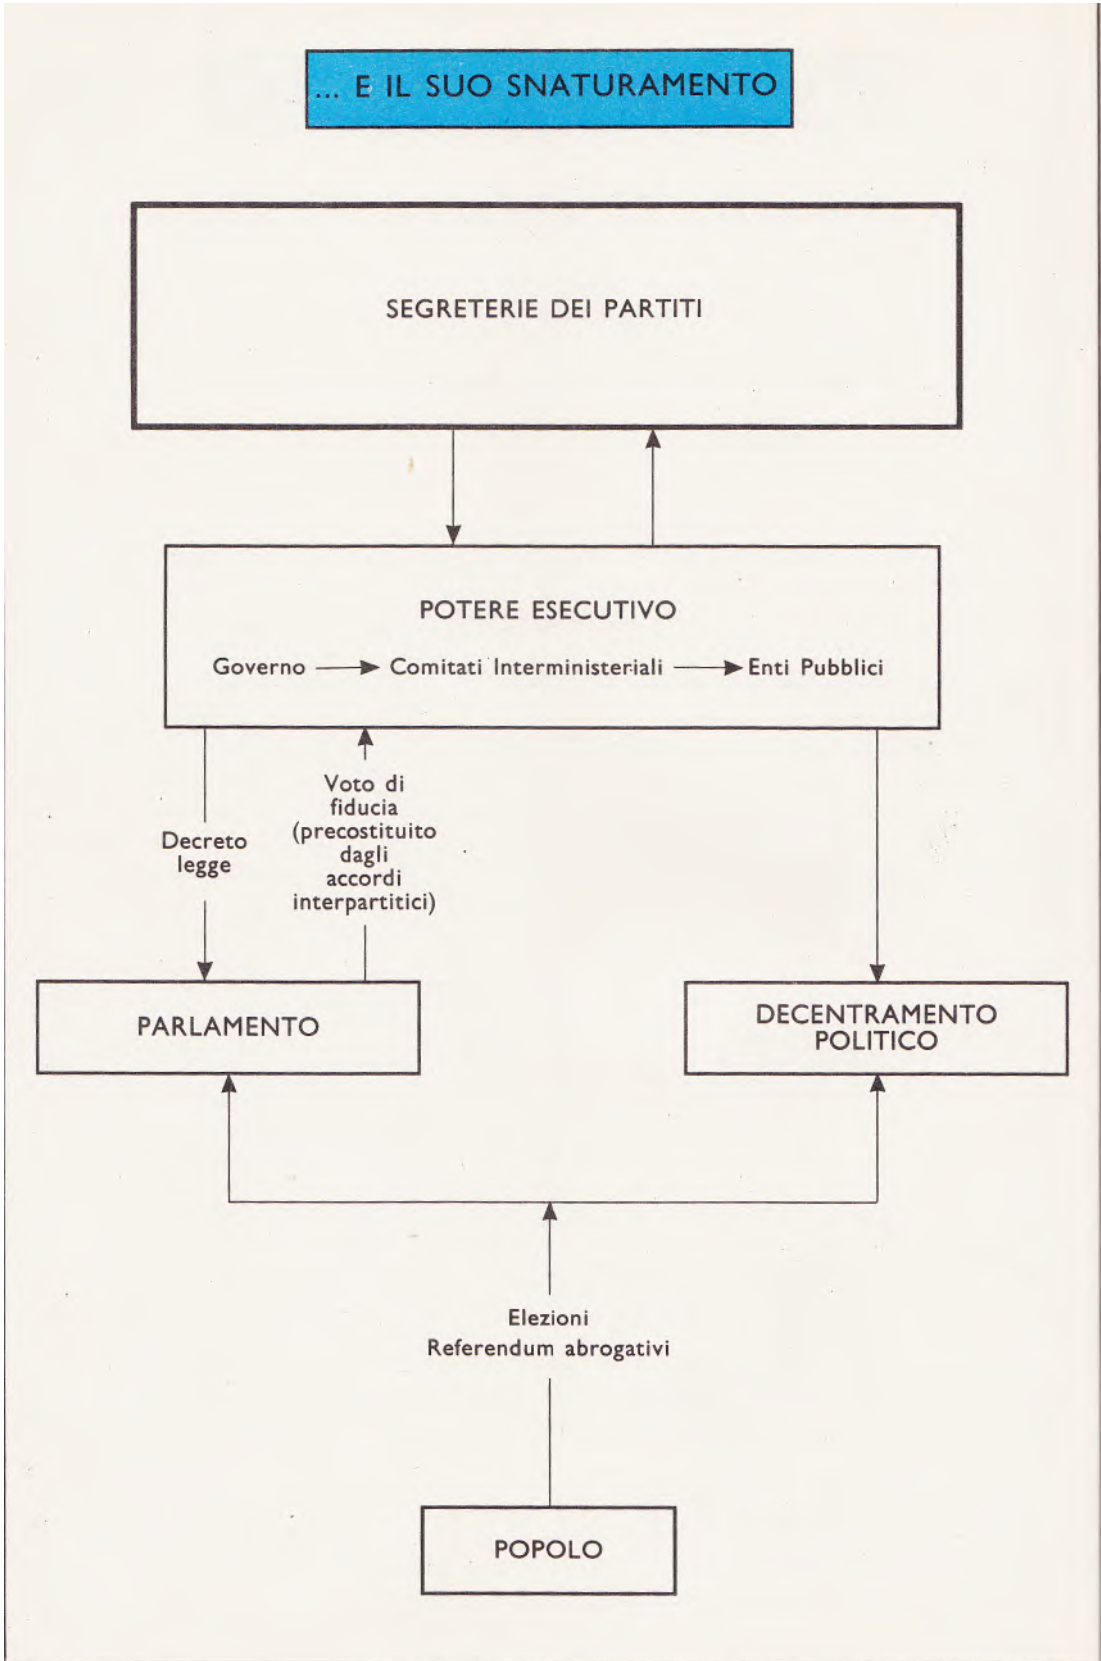 ... E IL SUO SNATURAMENTO
SEGRETERIE DEI PARTITI
POTERE ESECUTIVO
Governo Comitati Interministeriali Enti Pubblici
Voto di
fiducia
(precostituito
dagli
accordi
interpartitici)
Decreto
legge
PARLAMENTO
DECENTRAMENTO
POLITICO
Elezioni
Referendum abrogativi
POPOLO